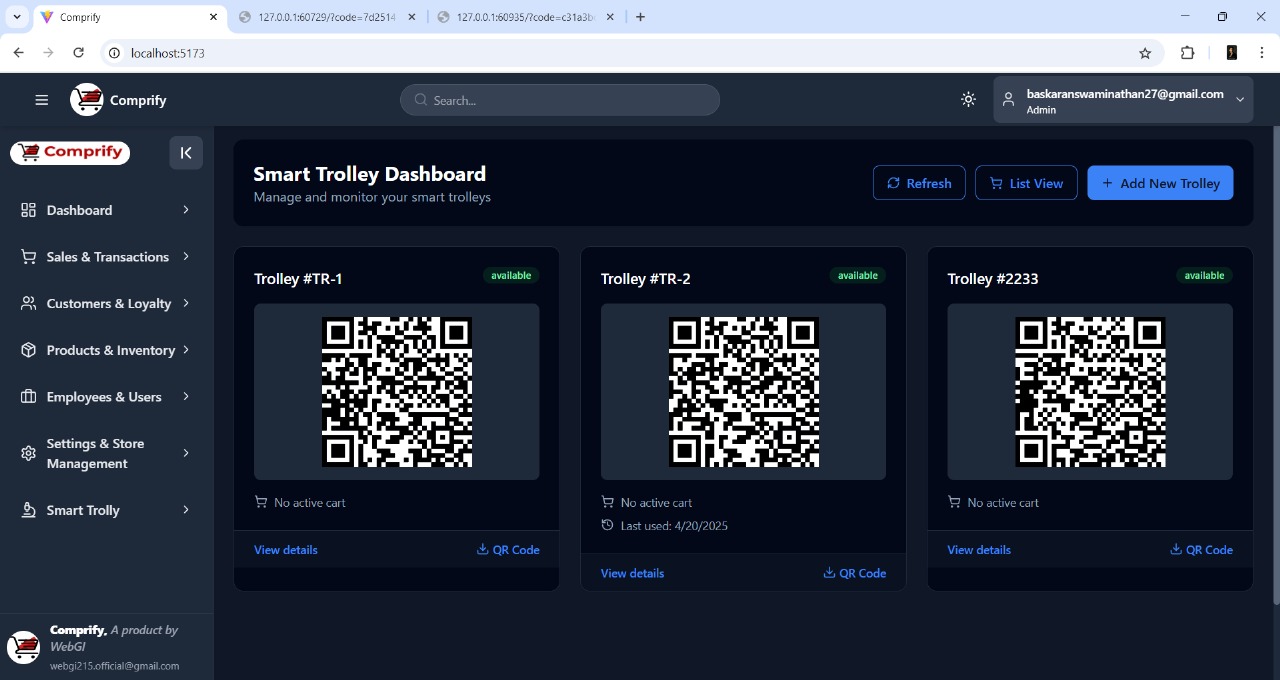 Comprify
127.0.0.1:60729/?code=7d2514
127.0.0.1:60935/?code=c31a3b
localhost:5173
Comprify
Search...
baskaranswaminathan27@gmail.com
Admin
Comprify
Dashboard
Sales & Transactions
Customers & Loyalty
Products & Inventory
Employees & Users
Settings & Store
Management
Smart Trolly
Comprify, A product by
WebGI
webgi215.official@gmail.com
Smart Trolley Dashboard
Manage and monitor your smart trolleys
Refresh
List View
+ Add New Trolley
Trolley #TR-1
available
No active cart
View details
QR Code
Trolley #TR-2
available
No active cart
Last used: 4/20/2025
View details
QR Code
Trolley #2233
available
No active cart
View details
QR Code